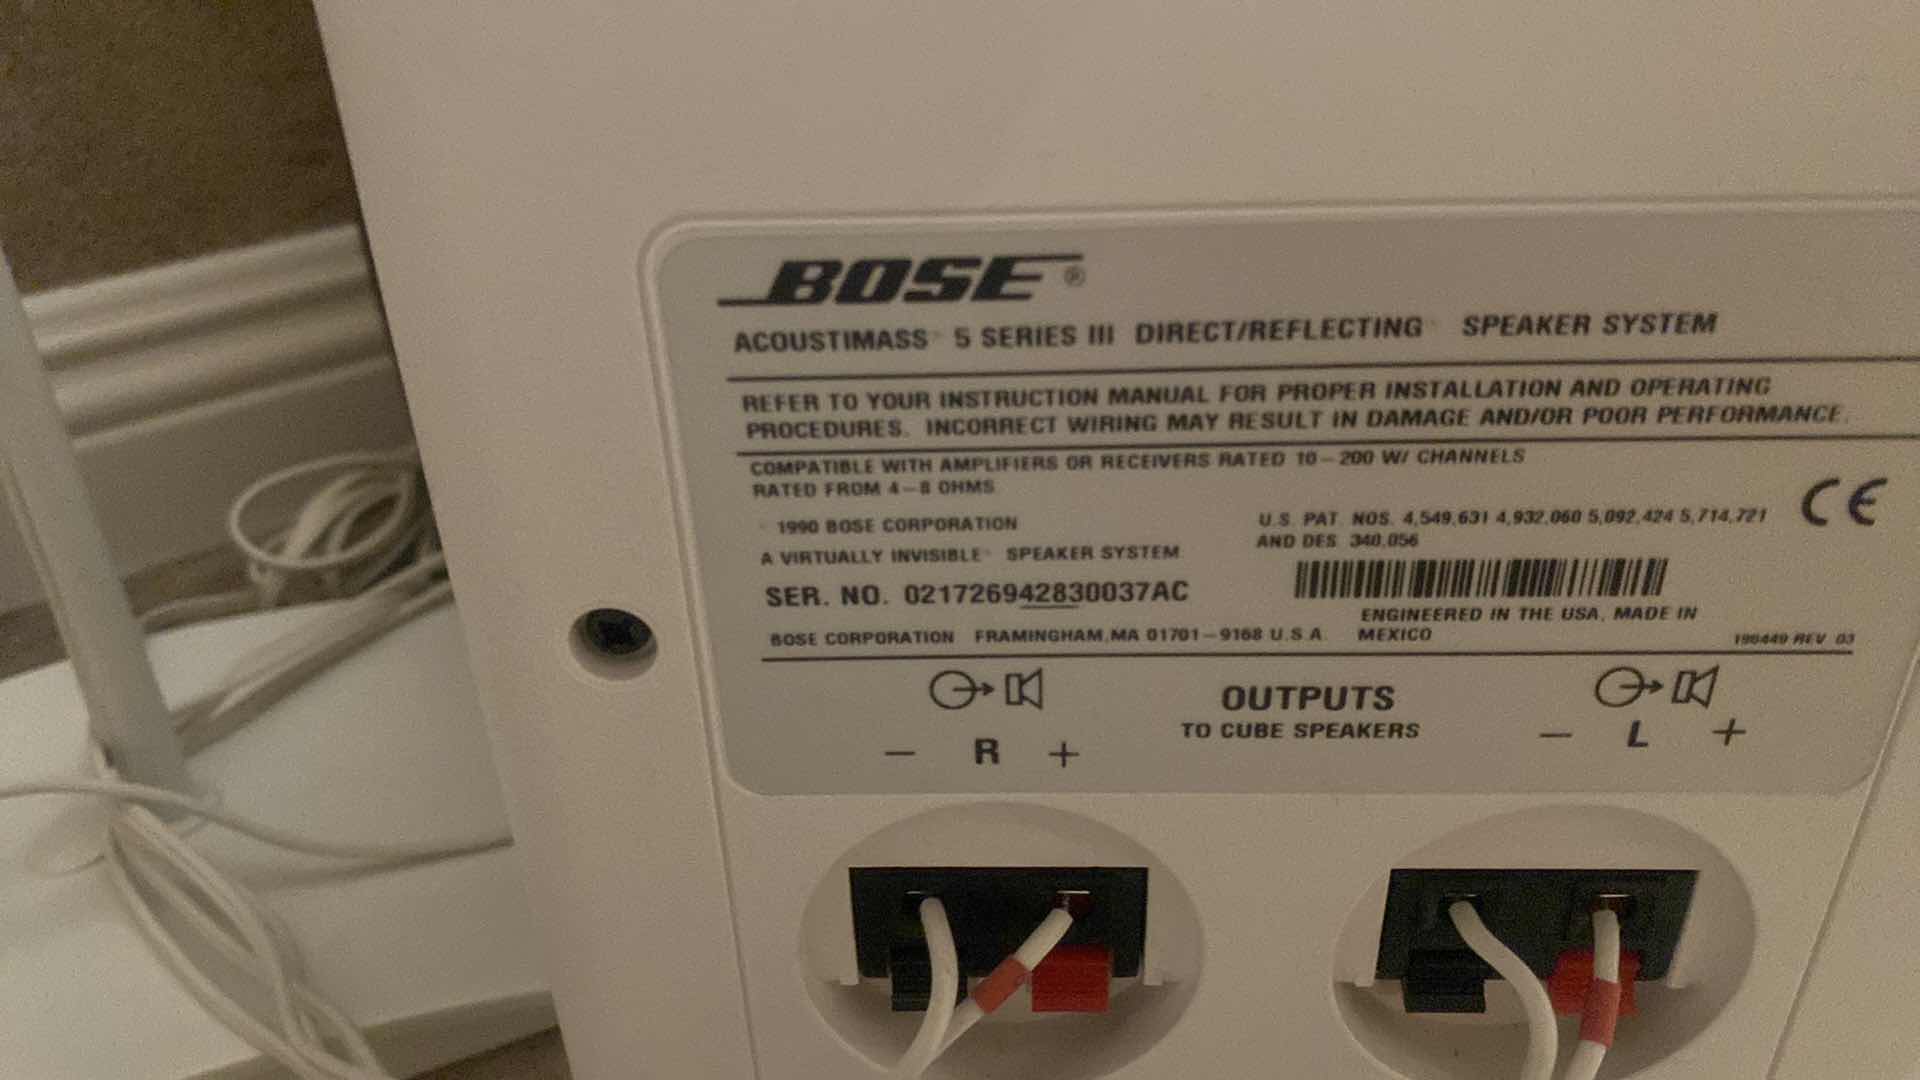 BOSE®
ACOUSTIMASS 5 SERIES III DIRECT/REFLECTING SPEAKER SYSTEM
REFER TO YOUR INSTRUCTION MANUAL FOR PROPER INSTALLATION AND OPERATING
PROCEDURES. INCORRECT WIRING MAY RESULT IN DAMAGE AND/OR POOR PERFORMANCE.
COMPATIBLE WITH AMPLIFIERS OR RECEIVERS RATED 10-200 W/ CHANNELS
RATED FROM 4-8 OHMS
1990 BOSE CORPORATION
U.S. PAT NOS. 4,549,631 4,932,060 5,092,424 5,714,721
AND DES 340,056
CE
A VIRTUALLY INVISIBLE SPEAKER SYSTEM
SER. NO. 021726942830037AC
ENGINEERED IN THE USA, MADE IN
MEXICO
BOSE CORPORATION FRAMINGHAM, MA 01701-9168 U.S.A.
REV 03
OUTPUTS
TO CUBE SPEAKERS
- R +
- L +